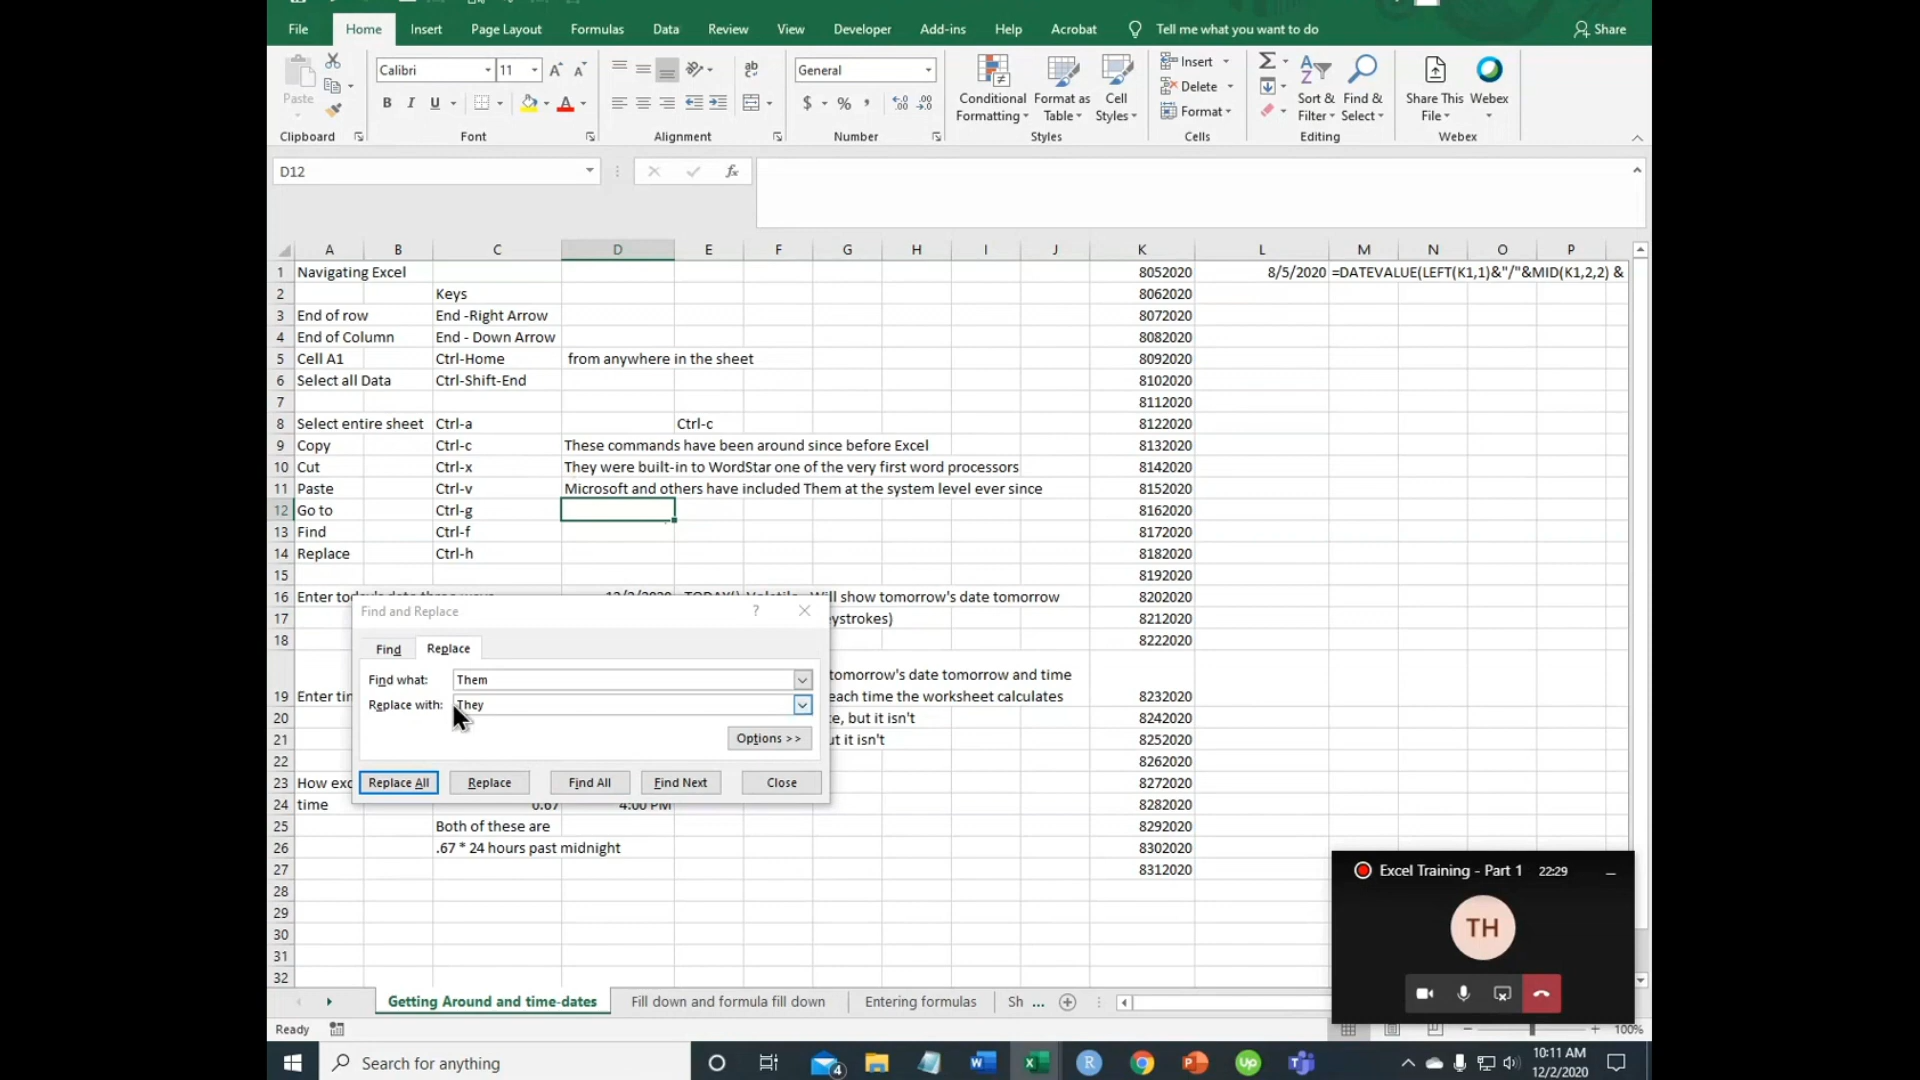 File Home Insert Page Layout Formulas Data Review View Developer Add-ins Help Acrobat Tell me what you want to do Share
Paste
Calibri 11
B I U
General
$ % ,
Conditional Formatting
Format as Table
Cell Styles
Insert
Delete
Format
Sort & Filter
Find & Select
Share This File
Webex
Clipboard Font Alignment Number Styles Cells Editing Webex
D12 fx
A B C D E F G H I J K L M N O P
1 Navigating Excel 8052020 8/5/2020 =DATEVALUE(LEFT(K1,1)&"/"&MID(K1,2,2) &
2 Keys 8062020
3 End of row End -Right Arrow 8072020
4 End of Column End - Down Arrow 8082020
5 Cell A1 Ctrl-Home from anywhere in the sheet 8092020
6 Select all Data Ctrl-Shift-End 8102020
7 8112020
8 Select entire sheet Ctrl-a Ctrl-c 8122020
9 Copy Ctrl-c These commands have been around since before Excel 8132020
10 Cut Ctrl-x They were built-in to WordStar one of the very first word processors 8142020
11 Paste Ctrl-v Microsoft and others have included Them at the system level ever since 8152020
12 Go to Ctrl-g 8162020
13 Find Ctrl-f 8172020
14 Replace Ctrl-h 8182020
15 8192020
16 Enter today's date Will show tomorrow's date tomorrow 8202020
17 8212020
18 8222020
tomorrow's date tomorrow and time
19 Enter each time the worksheet calculates 8232020
20 but it isn't 8242020
21 it isn't 8252020
22 8262020
23 How 8272020
24 time 0.67 4:00 PM 8282020
25 Both of these are 8292020
26 .67 * 24 hours past midnight 8302020
27 8312020
28
29
30
31
32
Find and Replace ?
Find Replace
Find what: Them
Replace with: They
Options >>
Replace All Replace Find All Find Next Close
Excel Training - Part 1 22:29
TH
Getting Around and time-dates Fill down and formula fill down Entering formulas Sh ...
Ready 100%
Search for anything
4
10:11 AM
12/2/2020